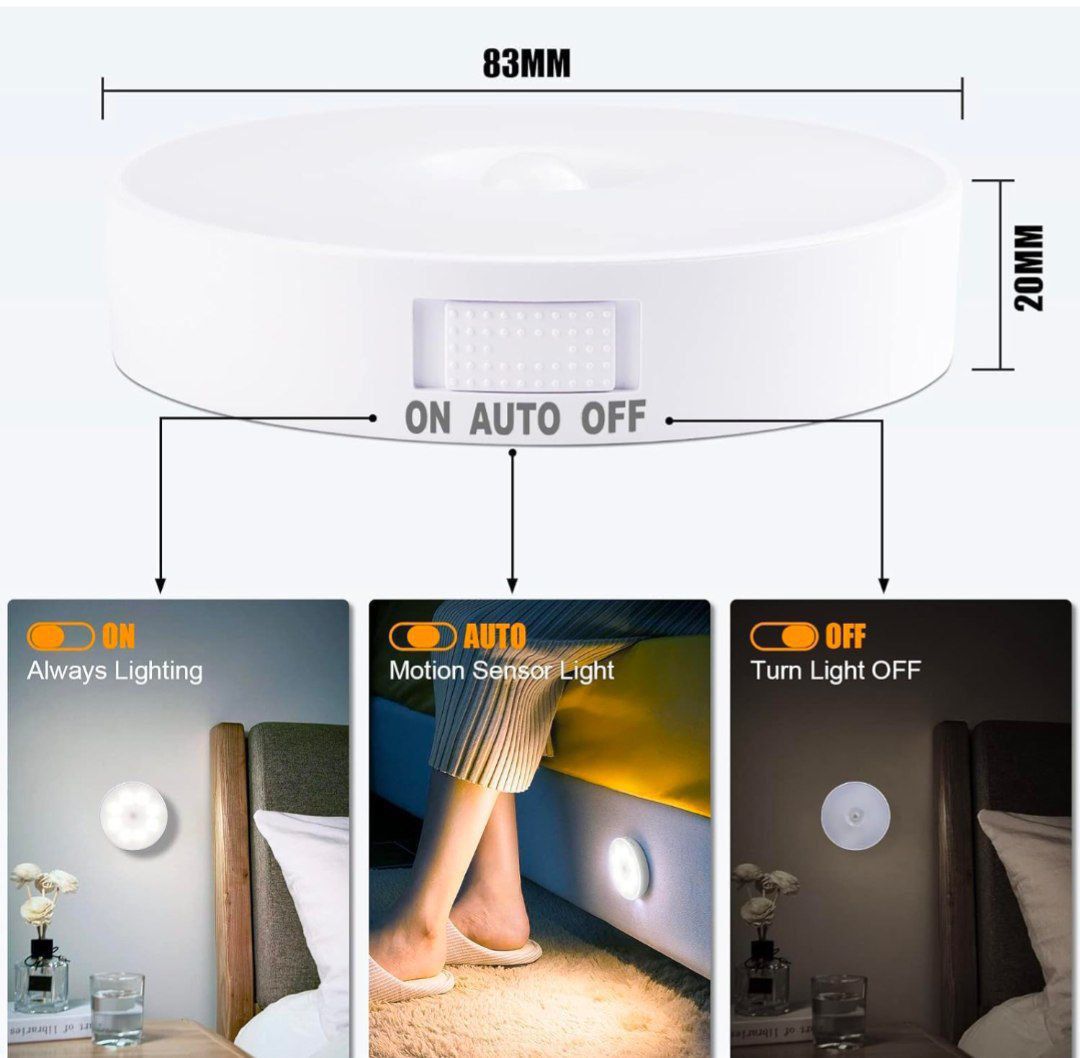 83MM
20MM
ON AUTO OFF
ON
Always Lighting
AUTO
Motion Sensor Light
OFF
Turn Light OFF